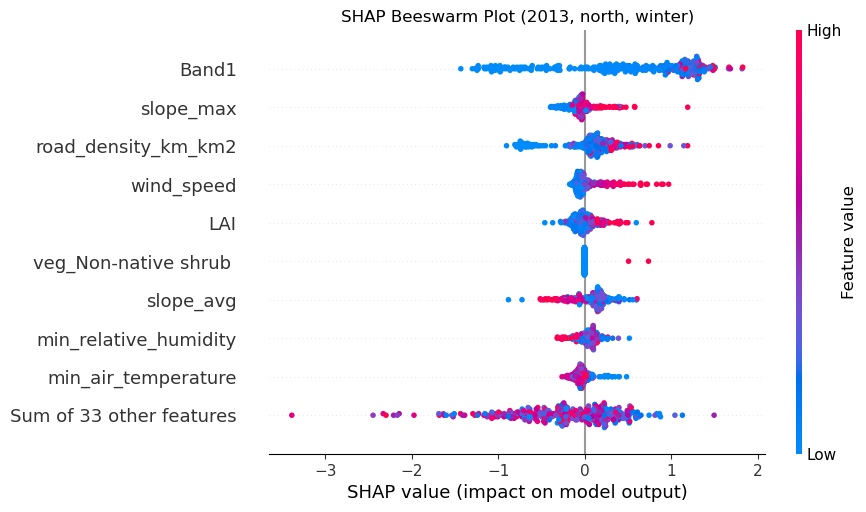 SHAP Beeswarm Plot (2013, north, winter)
High
Band1
slope_max
road_density_km_km2
wind_speed
LAI
veg_Non-native shrub
slope_avg
min_relative_humidity
min_air_temperature
Sum of 33 other features
Feature value
Low
−3 −2 −1 0 1 2
SHAP value (impact on model output)